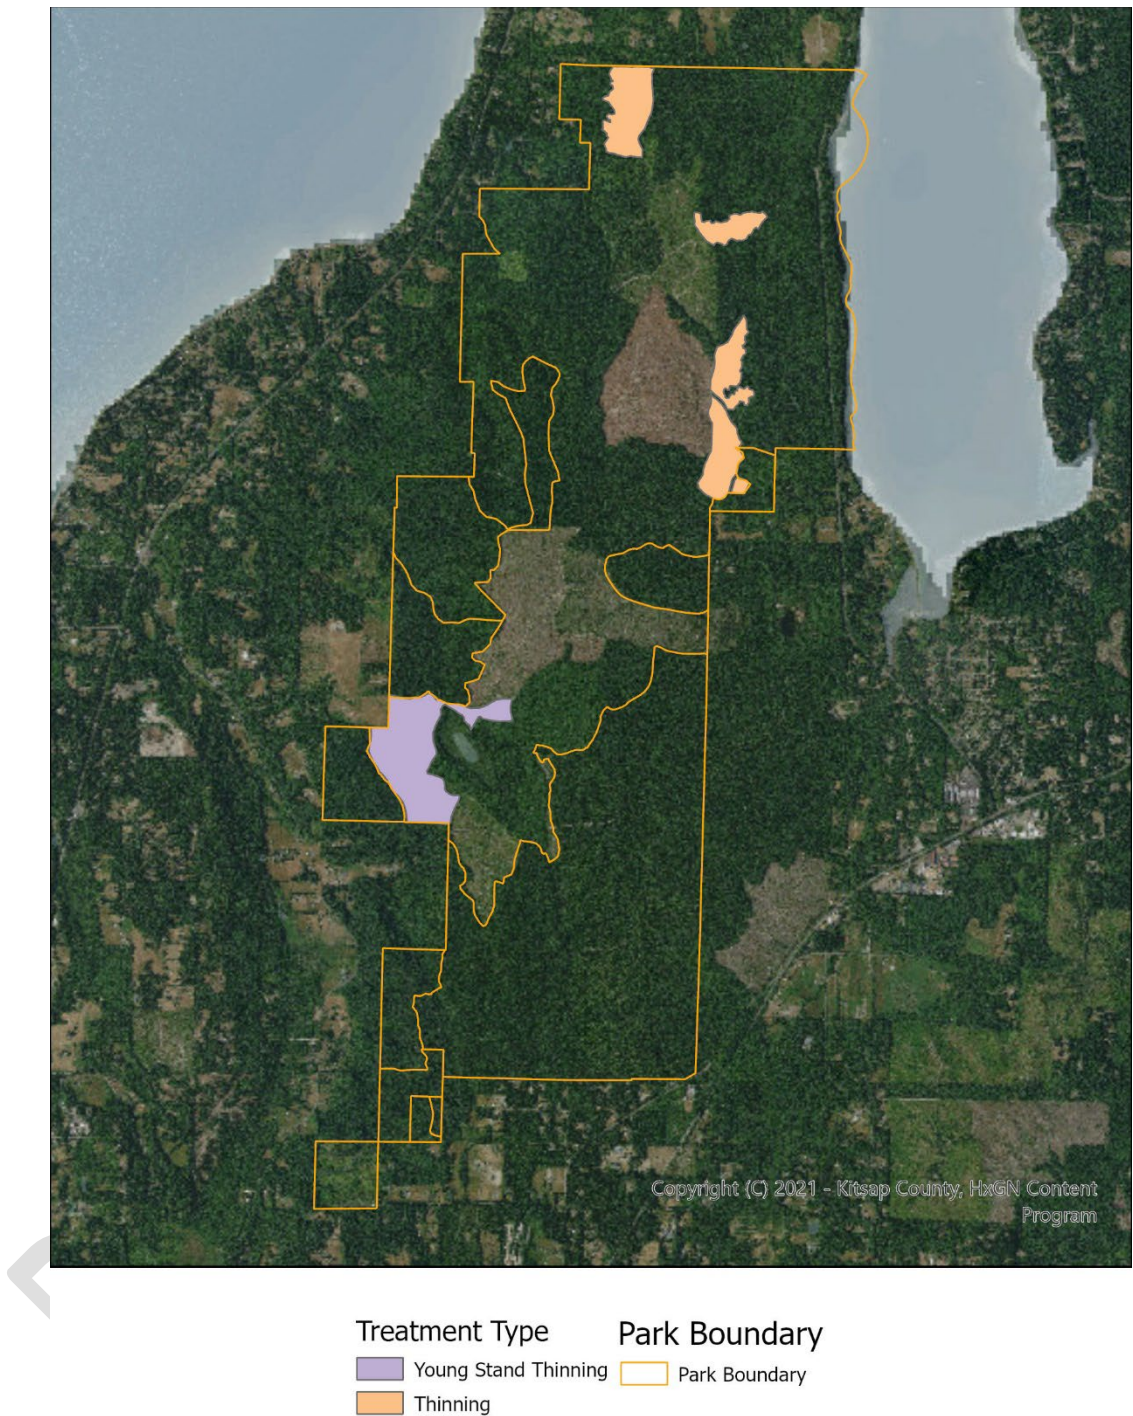 Copyright (C) 2021 - Kitsap County, HxGN Content
Program
Treatment Type
Young Stand Thinning
Thinning
Park Boundary
Park Boundary